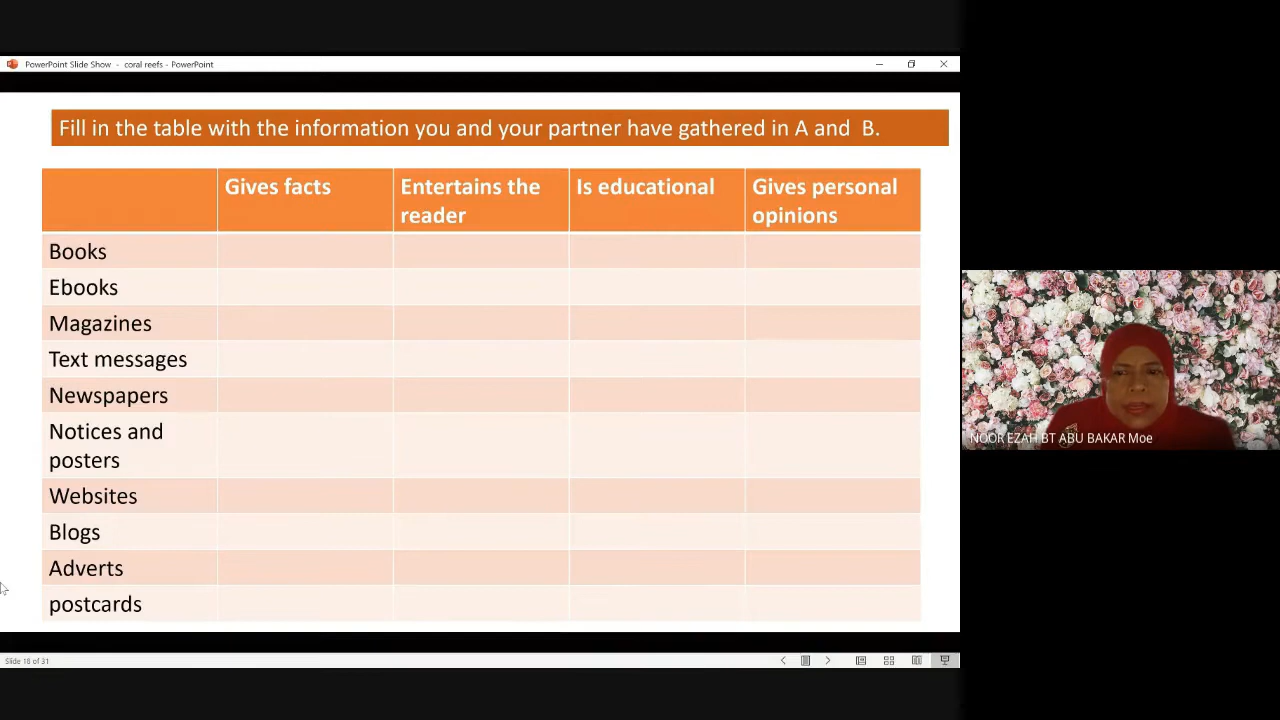 PowerPoint Slide Show - coral reefs - PowerPoint
Fill in the table with the information you and your partner have gathered in A and B.
Gives facts
Entertains the reader
Is educational
Gives personal opinions
Books
Ebooks
Magazines
Text messages
Newspapers
Notices and
posters
Websites
Blogs
Adverts
postcards
NOOR EZAH BT ABU BAKAR Moe
Slide 18 of 31